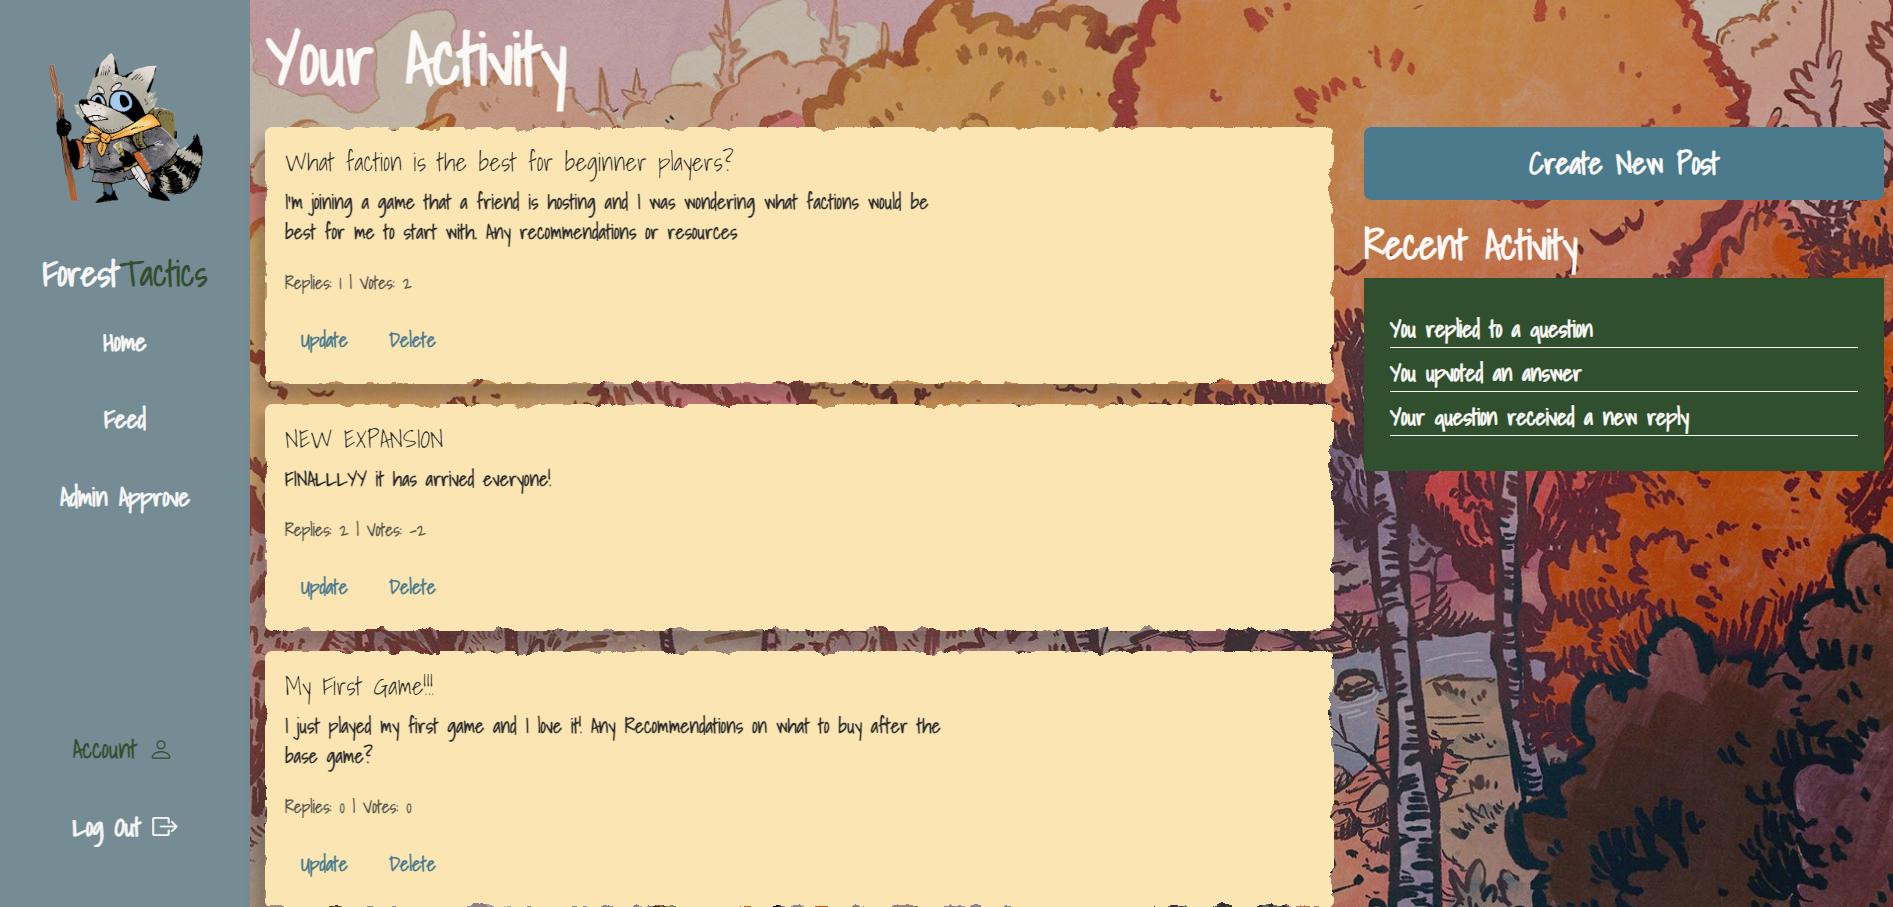 Forest Tactics
Home
Feed
Admin Approve
Account
Log Out
Your Activity
What faction is the best for beginner players?
I'm joining a game that a friend is hosting and I was wondering what factions would be
best for me to start with. Any recommendations or resources
Replies: 1 | Votes: 2
Update Delete
NEW EXPANSION
FINALLLYY it has arrived everyone!
Replies: 2 | Votes: -2
Update Delete
My First Game!!!
I just played my first game and I love it! Any Recommendations on what to buy after the
base game?
Replies: 0 | Votes: 0
Update Delete
Create New Post
Recent Activity
You replied to a question
You upvoted an answer
Your question received a new reply